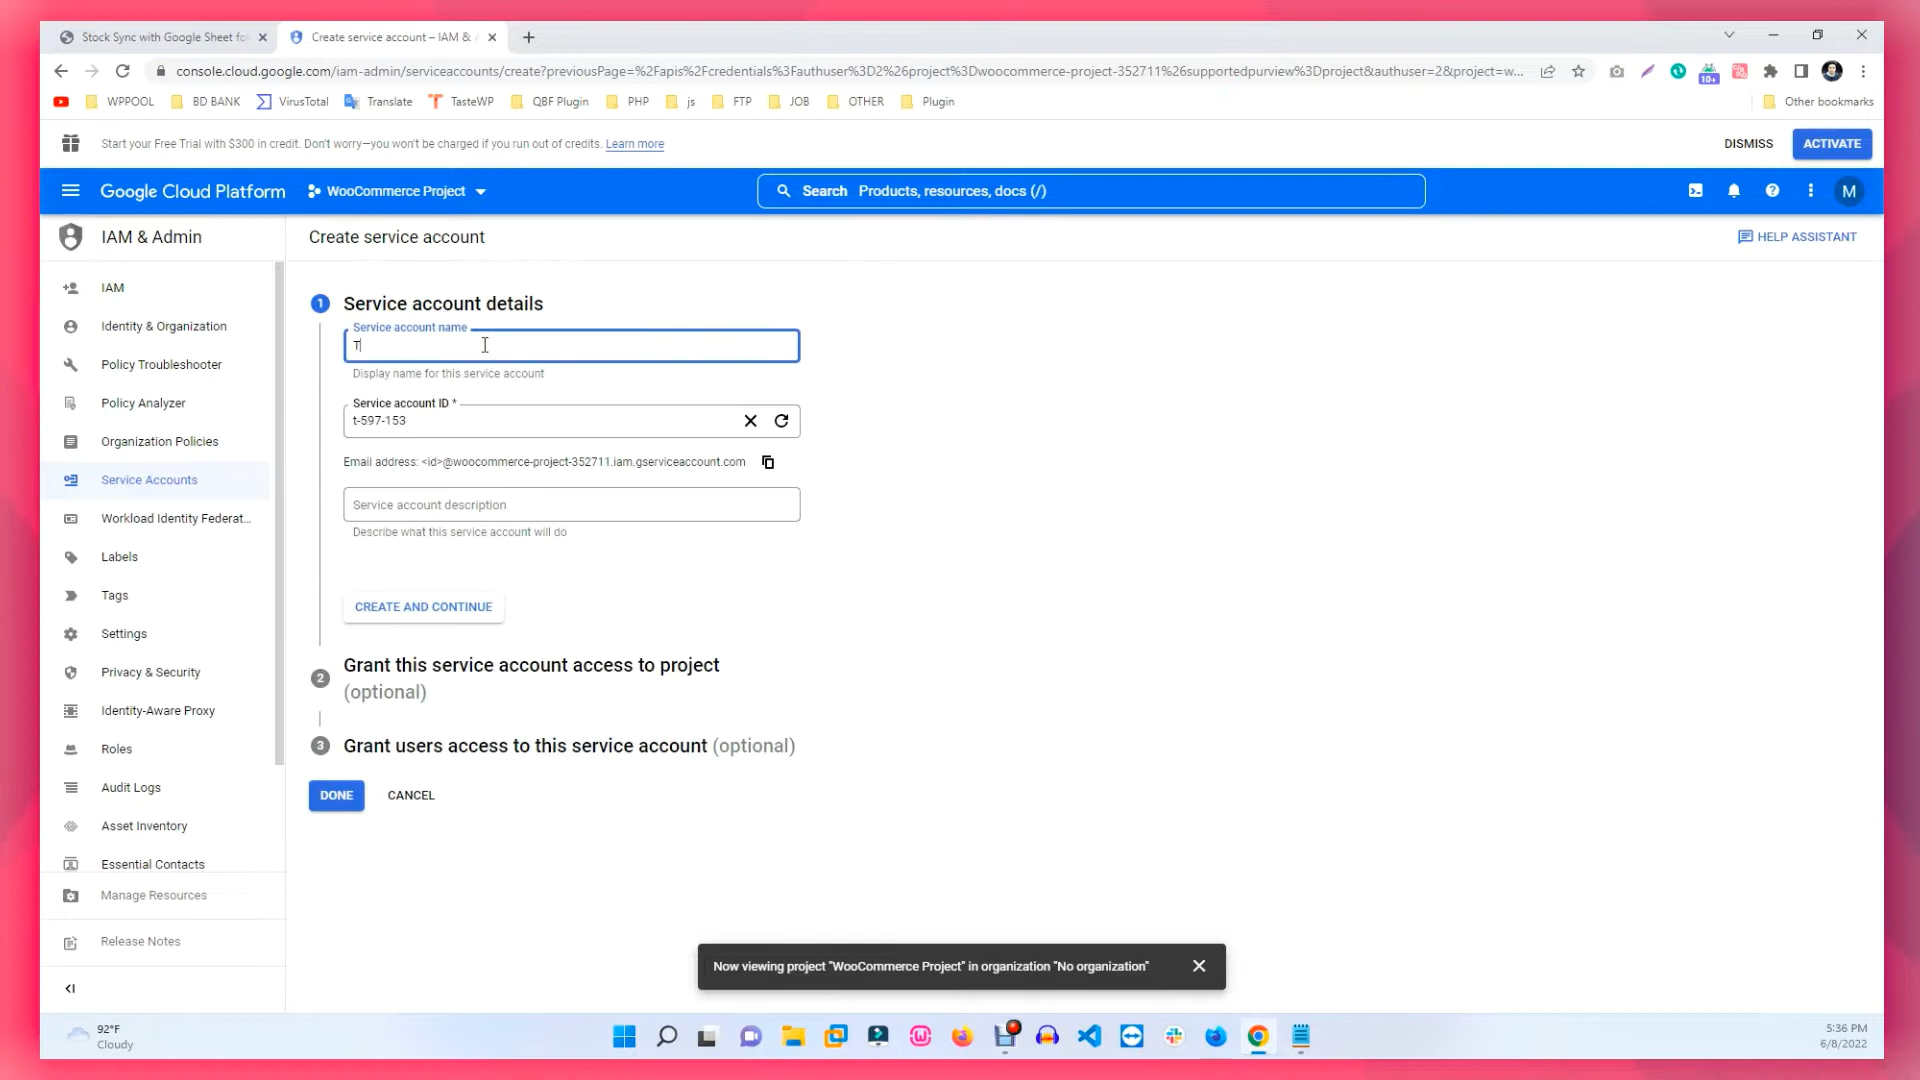 Stock Sync with Google Sheet fo
Create service account – IAM & A
console.cloud.google.com/iam-admin/serviceaccounts/create?previousPage=%2Fapis%2Fcredentials%3Fauthuser%3D2%26project%3Dwoocommerce-project-352711%26supportedpurview%3Dproject&authuser=2&project=w...
10+
WPPOOL
BD BANK
VirusTotal
Translate
TasteWP
QBF Plugin
PHP
js
FTP
JOB
OTHER
Plugin
Other bookmarks
Start your Free Trial with $300 in credit. Don't worry—you won't be charged if you run out of credits. Learn more
DISMISS
ACTIVATE
Google Cloud Platform
WooCommerce Project
Search Products, resources, docs (/)
M
IAM & Admin
Create service account
HELP ASSISTANT
IAM
Identity & Organization
Policy Troubleshooter
Policy Analyzer
Organization Policies
Service Accounts
Workload Identity Federat...
Labels
Tags
Settings
Privacy & Security
Identity-Aware Proxy
Roles
Audit Logs
Asset Inventory
Essential Contacts
Manage Resources
Release Notes
1 Service account details
Service account name
T
Display name for this service account
Service account ID *
t-597-153
Email address: <id>@woocommerce-project-352711.iam.gserviceaccount.com
Service account description
Describe what this service account will do
CREATE AND CONTINUE
2 Grant this service account access to project
(optional)
3 Grant users access to this service account (optional)
DONE
CANCEL
Now viewing project "WooCommerce Project" in organization "No organization"
92°F
Cloudy
5:36 PM
6/8/2022